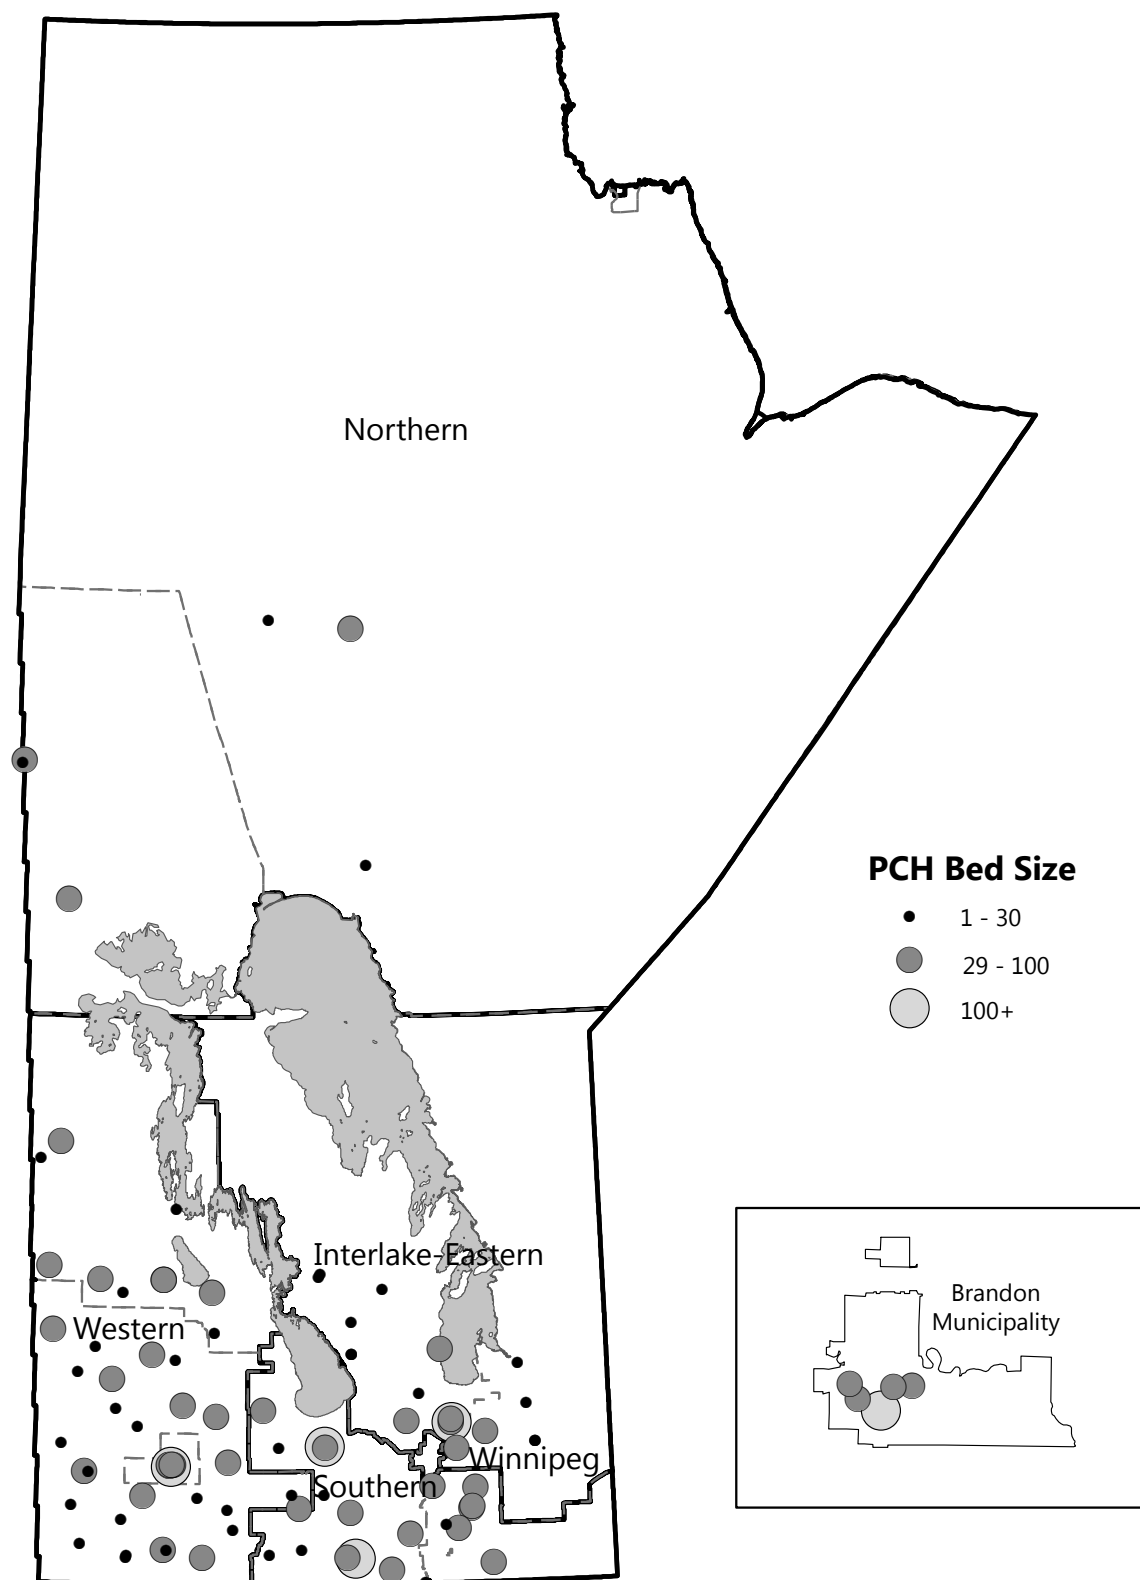 Northern
PCH Bed Size
1 - 30
29 - 100
100+
Interlake-Eastern
Western
Brandon
Municipality
Winnipeg
Southern